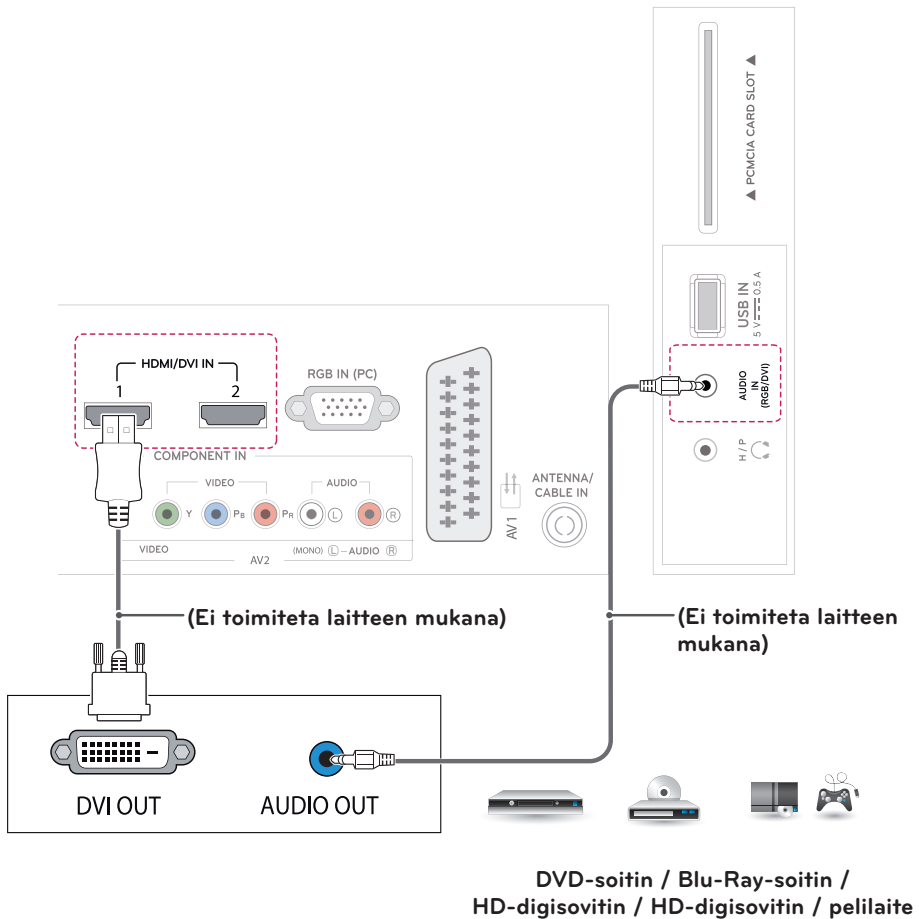 ▲ PCMCIA CARD SLOT ▲
USB IN
5 V 0.5 A
AUDIO
IN
(RGB/DVI)
H / P
HDMI/DVI IN
1 2
RGB IN (PC)
COMPONENT IN
VIDEO AUDIO
Y PB PR L R
VIDEO
AV2
(MONO) L – AUDIO R
AV1
ANTENNA/
CABLE IN
(Ei toimiteta laitteen mukana)
(Ei toimiteta laitteen
mukana)
DVI OUT
AUDIO OUT
DVD-soitin / Blu-Ray-soitin /
HD-digisovitin / HD-digisovitin / pelilaite